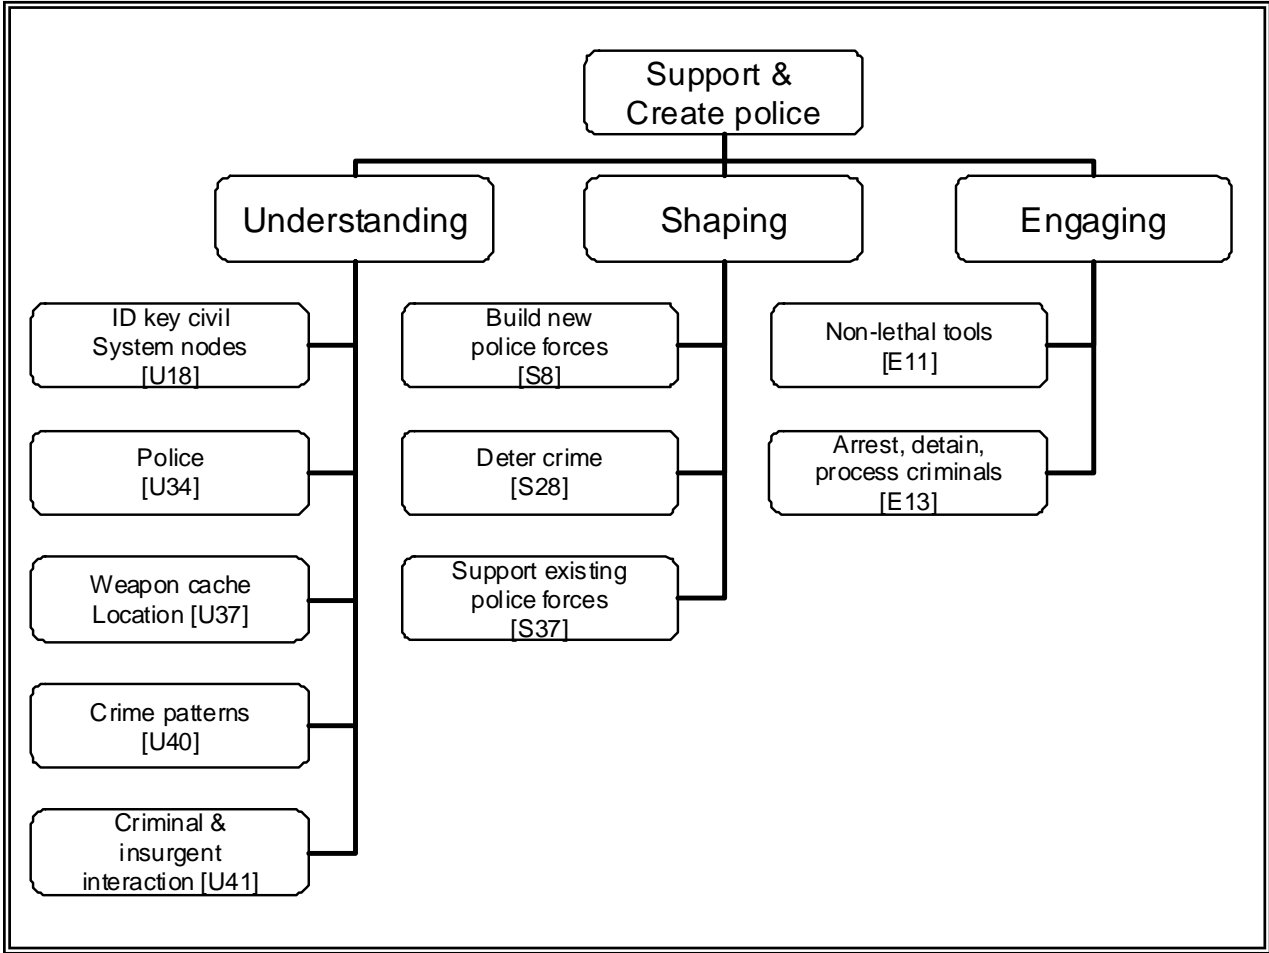 Support &
Create police
Understanding
Shaping
Engaging
ID key civil
System nodes
[U18]
Build new
police forces
[S8]
Non-lethal tools
[E11]
Police
[U34]
Deter crime
[S28]
Arrest, detain,
process criminals
[E13]
Weapon cache
Location [U37]
Support existing
police forces
[S37]
Crime patterns
[U40]
Criminal &
insurgent
interaction [U41]